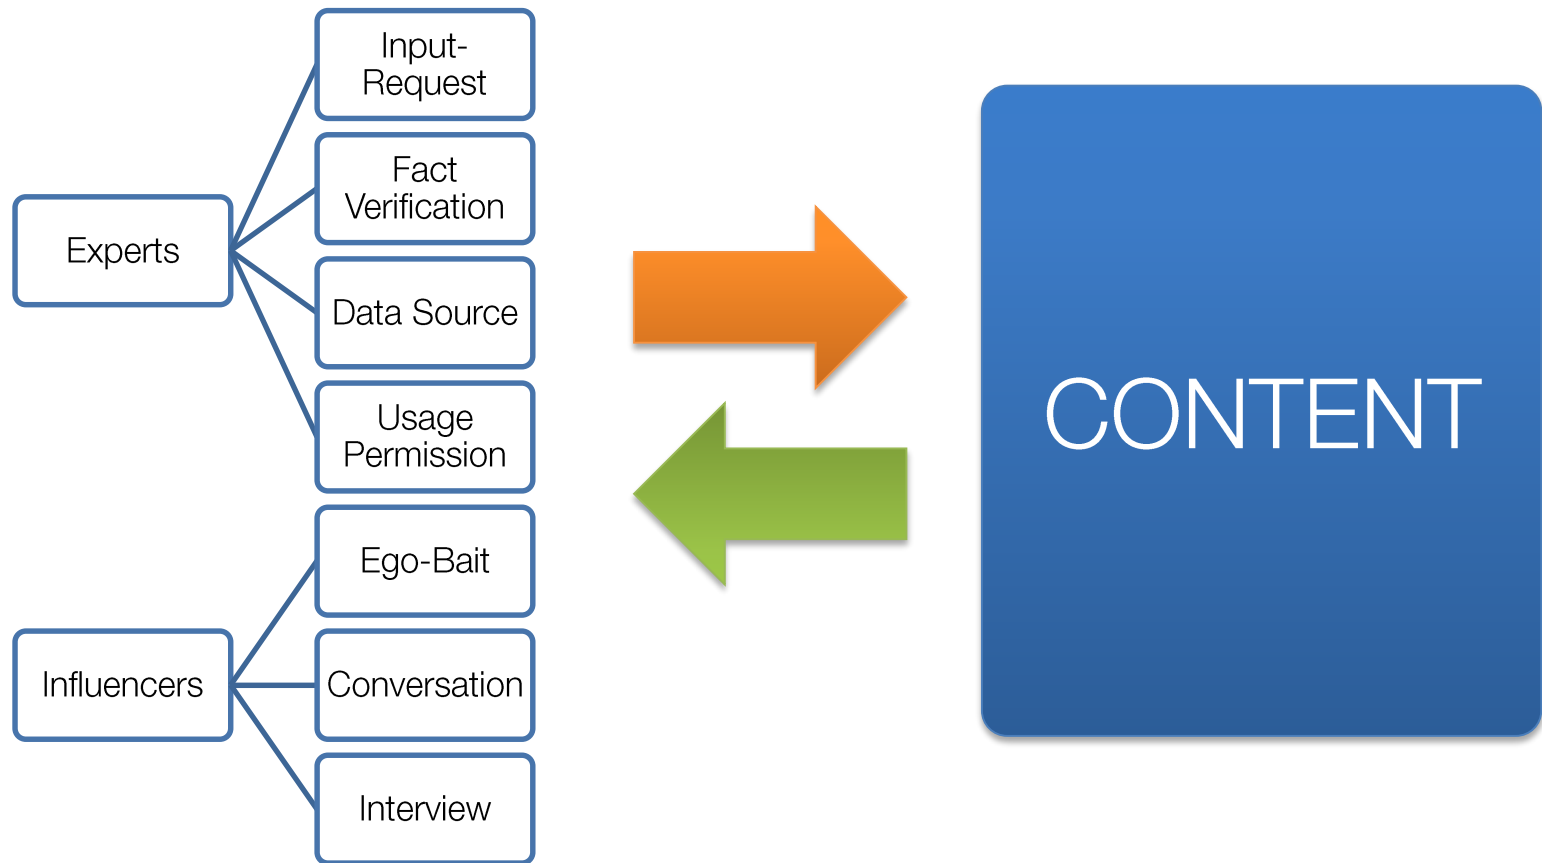 Input-
Request
Fact
Verification
Experts
Data Source
Usage
Permission
CONTENT
Ego-Bait
Influencers
Conversation
Interview